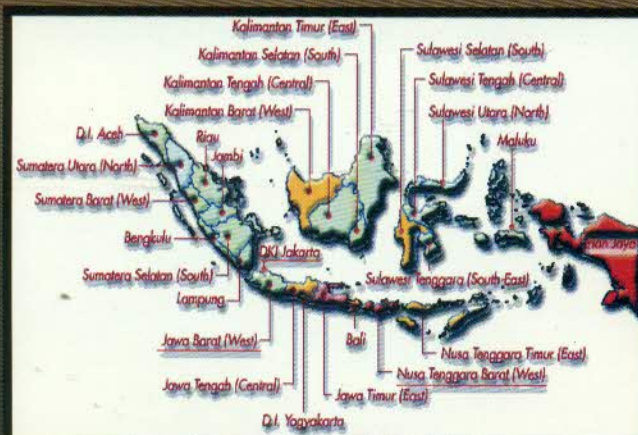 Kalimantan Timur (East)
Kalimantan Selatan (South)
Sulawesi Selatan (South)
Kalimantan Tengah (Central)
Sulawesi Tengah (Central)
Kalimantan Barat (West)
Sulawesi Utara (North)
D.I. Aceh
Riau
Maluku
Jambi
Sumatera Utara (North)
Sumatera Barat (West)
Bengkulu
DKI Jakarta
Irian Jaya
Sumatera Selatan (South)
Sulawesi Tenggara (South-East)
Lampung
Jawa Barat (West)
Bali
Nusa Tenggara Timur (East)
Nusa Tenggara Barat (West)
Jawa Tengah (Central)
Jawa Timur (East)
D.I. Yogyakarta